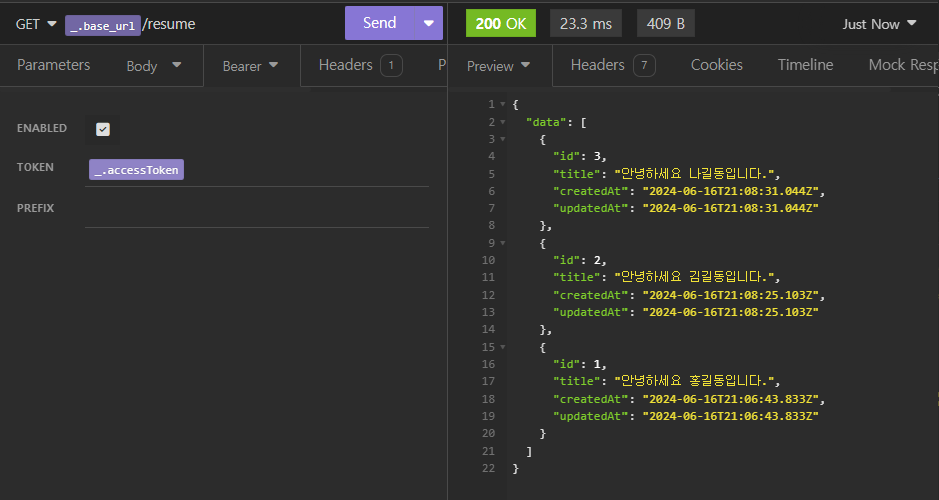 GET _.base_url /resume Send
200 OK 23.3 ms 409 B Just Now
Parameters Body Bearer Headers 1 P
Preview Headers 7 Cookies Timeline Mock Resp
ENABLED
TOKEN _.accessToken
PREFIX
1 {
2 "data": [
3 {
4 "id": 3,
5 "title": "안녕하세요 나길동입니다.",
6 "createdAt": "2024-06-16T21:08:31.044Z",
7 "updatedAt": "2024-06-16T21:08:31.044Z"
8 },
9 {
10 "id": 2,
11 "title": "안녕하세요 김길동입니다.",
12 "createdAt": "2024-06-16T21:08:25.103Z",
13 "updatedAt": "2024-06-16T21:08:25.103Z"
14 },
15 {
16 "id": 1,
17 "title": "안녕하세요 홍길동입니다.",
18 "createdAt": "2024-06-16T21:06:43.833Z",
19 "updatedAt": "2024-06-16T21:06:43.833Z"
20 }
21 ]
22 }